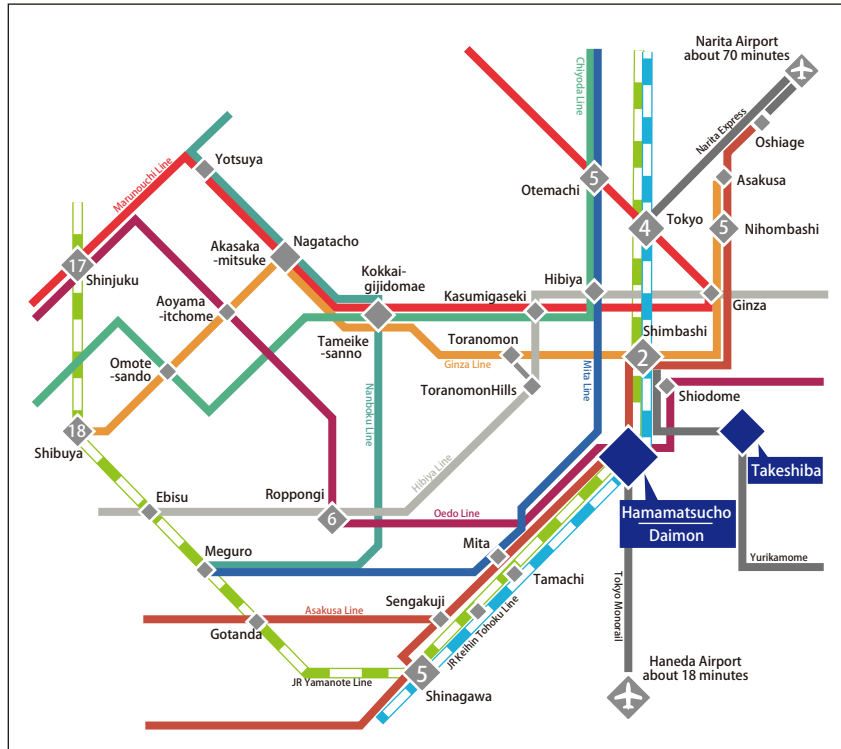 Narita Airport
about 70 minutes
Chiyoda Line
Narita Express
Oshiage
Marunouchi Line
Yotsuya
5
Otemachi
Asakusa
Akasaka
-mitsuke
Nagatacho
4
Tokyo
5
Nihombashi
17
Shinjuku
Kokkai-
gijidomae
Hibiya
Aoyama
-itchome
Kasumigaseki
Ginza
Shimbashi
Tameike
-sanno
Toranomon
2
Omote-
sando
Ginza Line
Mita Line
ToranomonHills
Shiodome
Nanboku Line
18
Shibuya
Takeshiba
Hibiya Line
Ebisu
Roppongi
6
Oedo Line
Hamamatsucho
Daimon
Meguro
Mita
Yurikamome
Tamachi
Tokyo Monorail
Asakusa Line
Sengakuji
Gotanda
JR Keihin Tohoku Line
JR Yamanote Line
5
Shinagawa
Haneda Airport
about 18 minutes